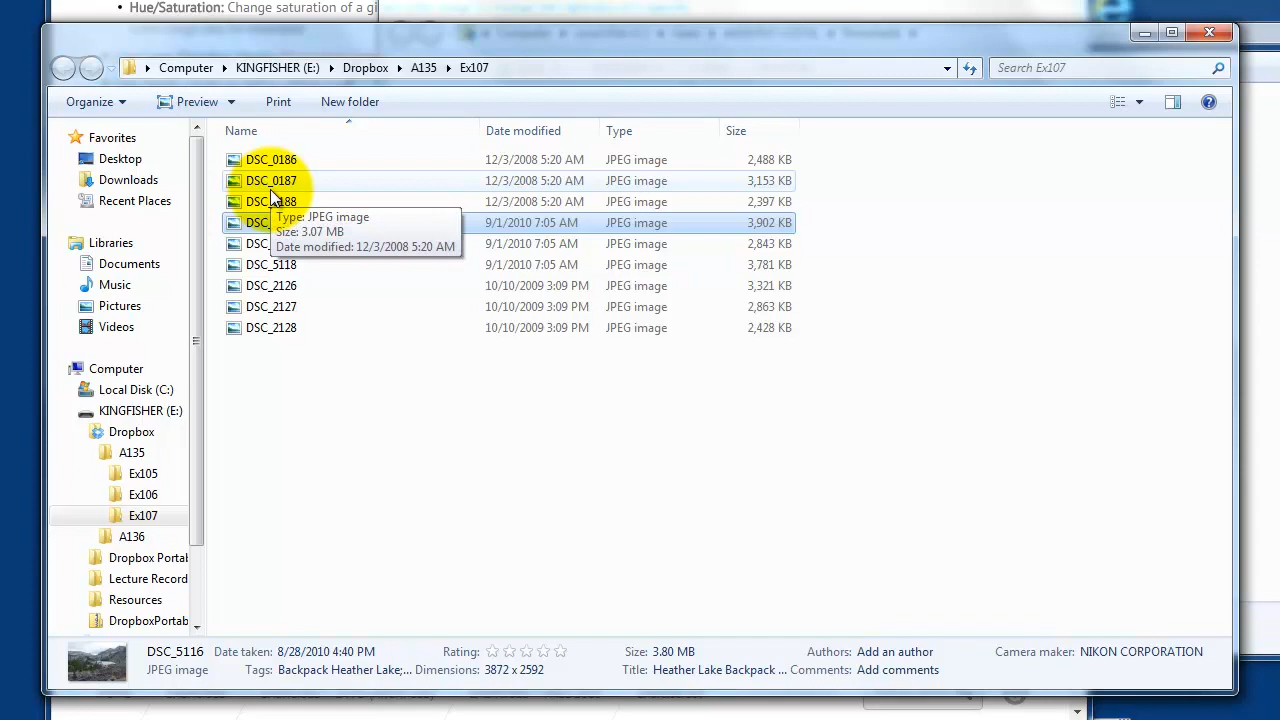 Hue/Saturation: Change saturation of a gi
Computer KINGFISHER (E:) Dropbox A135 Ex107
Search Ex107
Organize Preview Print New folder
Name Date modified Type Size
DSC_0186 12/3/2008 5:20 AM JPEG image 2,488 KB
DSC_0187 12/3/2008 5:20 AM JPEG image 3,153 KB
DSC_0188 12/3/2008 5:20 AM JPEG image 2,397 KB
DSC_ 9/1/2010 7:05 AM JPEG image 3,902 KB
DSC_ 9/1/2010 7:05 AM JPEG image 2,843 KB
DSC_5118 9/1/2010 7:05 AM JPEG image 3,781 KB
DSC_2126 10/10/2009 3:09 PM JPEG image 3,321 KB
DSC_2127 10/10/2009 3:09 PM JPEG image 2,863 KB
DSC_2128 10/10/2009 3:09 PM JPEG image 2,428 KB
Type: JPEG image
Size: 3.07 MB
Date modified: 12/3/2008 5:20 AM
Favorites
Desktop
Downloads
Recent Places
Libraries
Documents
Music
Pictures
Videos
Computer
Local Disk (C:)
KINGFISHER (E:)
Dropbox
A135
Ex105
Ex106
Ex107
A136
Dropbox Portab
Lecture Record
Resources
DropboxPortab
DSC_5116 Date taken: 8/28/2010 4:40 PM Rating: Size: 3.80 MB Authors: Add an author Camera maker: NIKON CORPORATION
JPEG image Tags: Backpack Heather Lake;... Dimensions: 3872 x 2592 Title: Heather Lake Backpack ... Comments: Add comments